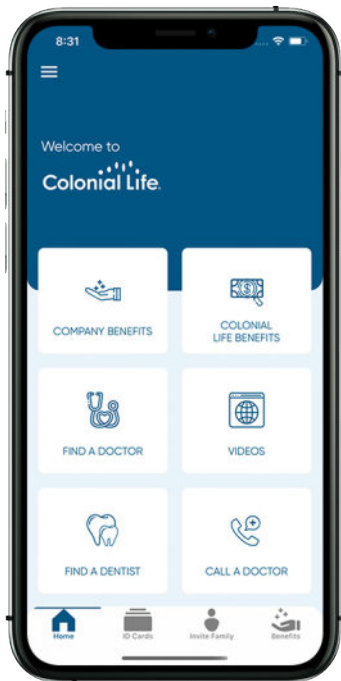 8:31
Welcome to
Colonial Life.
COMPANY BENEFITS
COLONIAL
LIFE BENEFITS
FIND A DOCTOR
VIDEOS
FIND A DENTIST
CALL A DOCTOR
Home
ID Cards
Invite Family
Benefits